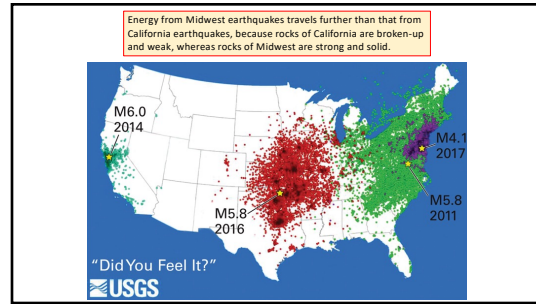 Energy from Midwest earthquakes travels further than that from
California earthquakes, because rocks of California are broken-up
and weak, whereas rocks of Midwest are strong and solid.
M6.0
2014
M4.1
2017
M5.8
2016
M5.8
2011
"Did You Feel It?"
USGS